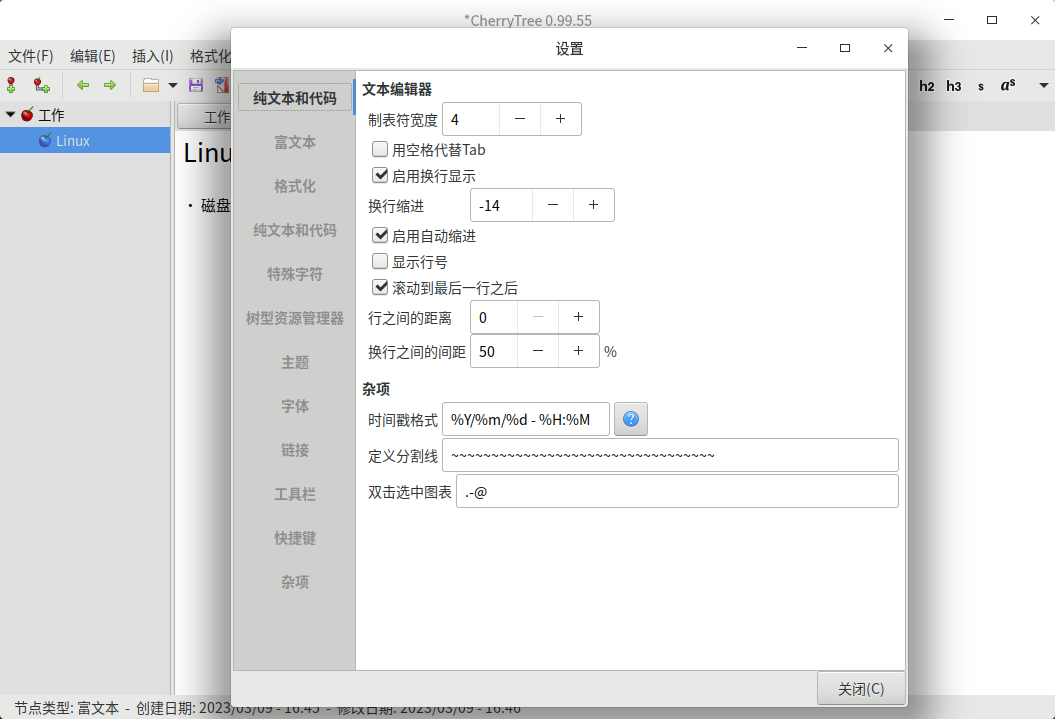 *CherryTree 0.99.55
文件(F) 编辑(E) 插入(I) 格式化
h2 h3 s as
工作
Linux
工作
Linu
• 磁盘
设置
纯文本和代码
富文本
格式化
纯文本和代码
特殊字符
树型资源管理器
主题
字体
链接
工具栏
快捷键
杂项
文本编辑器
制表符宽度 4
用空格代替Tab
启用换行显示
换行缩进 -14
启用自动缩进
显示行号
滚动到最后一行之后
行之间的距离 0
换行之间的间距 50 %
杂项
时间戳格式 %Y/%m/%d - %H:%M
定义分割线 ~~~~~~~~~~~~~~~~~~~~~~~~~~~~~~~~~
双击选中图表 .-@
关闭(C)
节点类型: 富文本 - 创建日期: 2023/03/09 - 16:45 - 修改日期: 2023/03/09 - 16:46